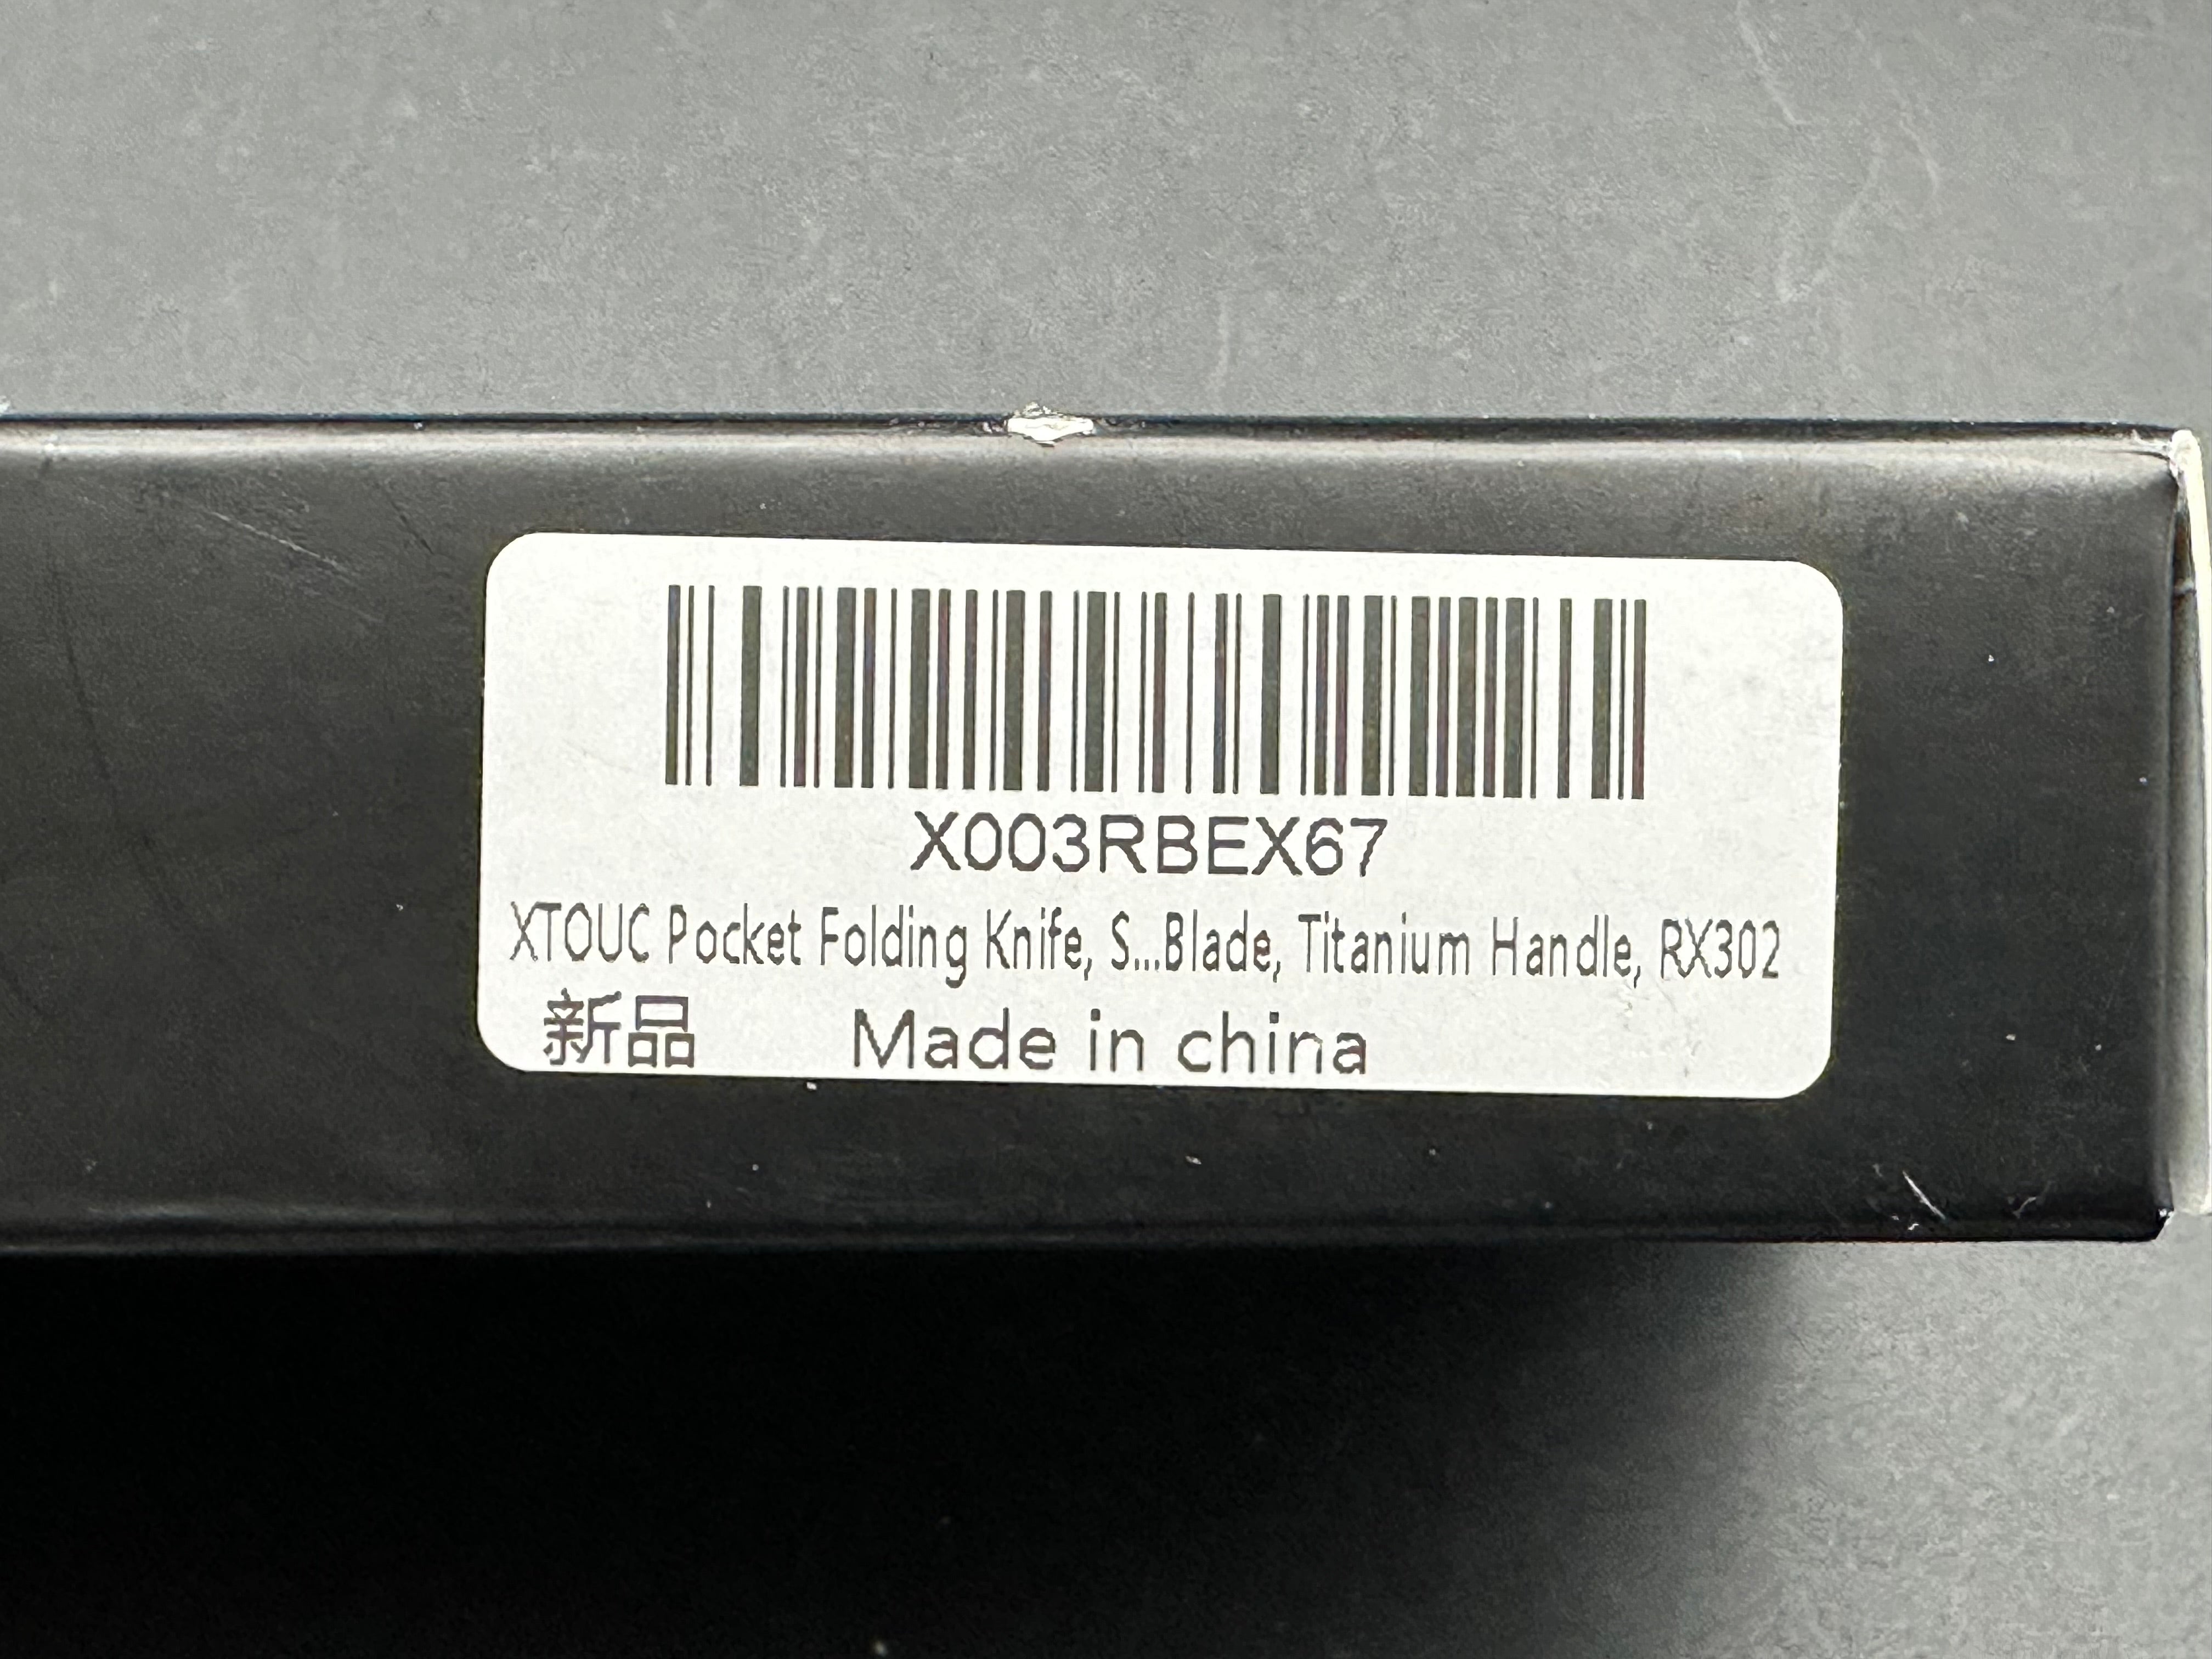 X003RBEX67
XTOUC Pocket Folding Knife, S...Blade, Titanium Handle, RX302
新品 Made in china